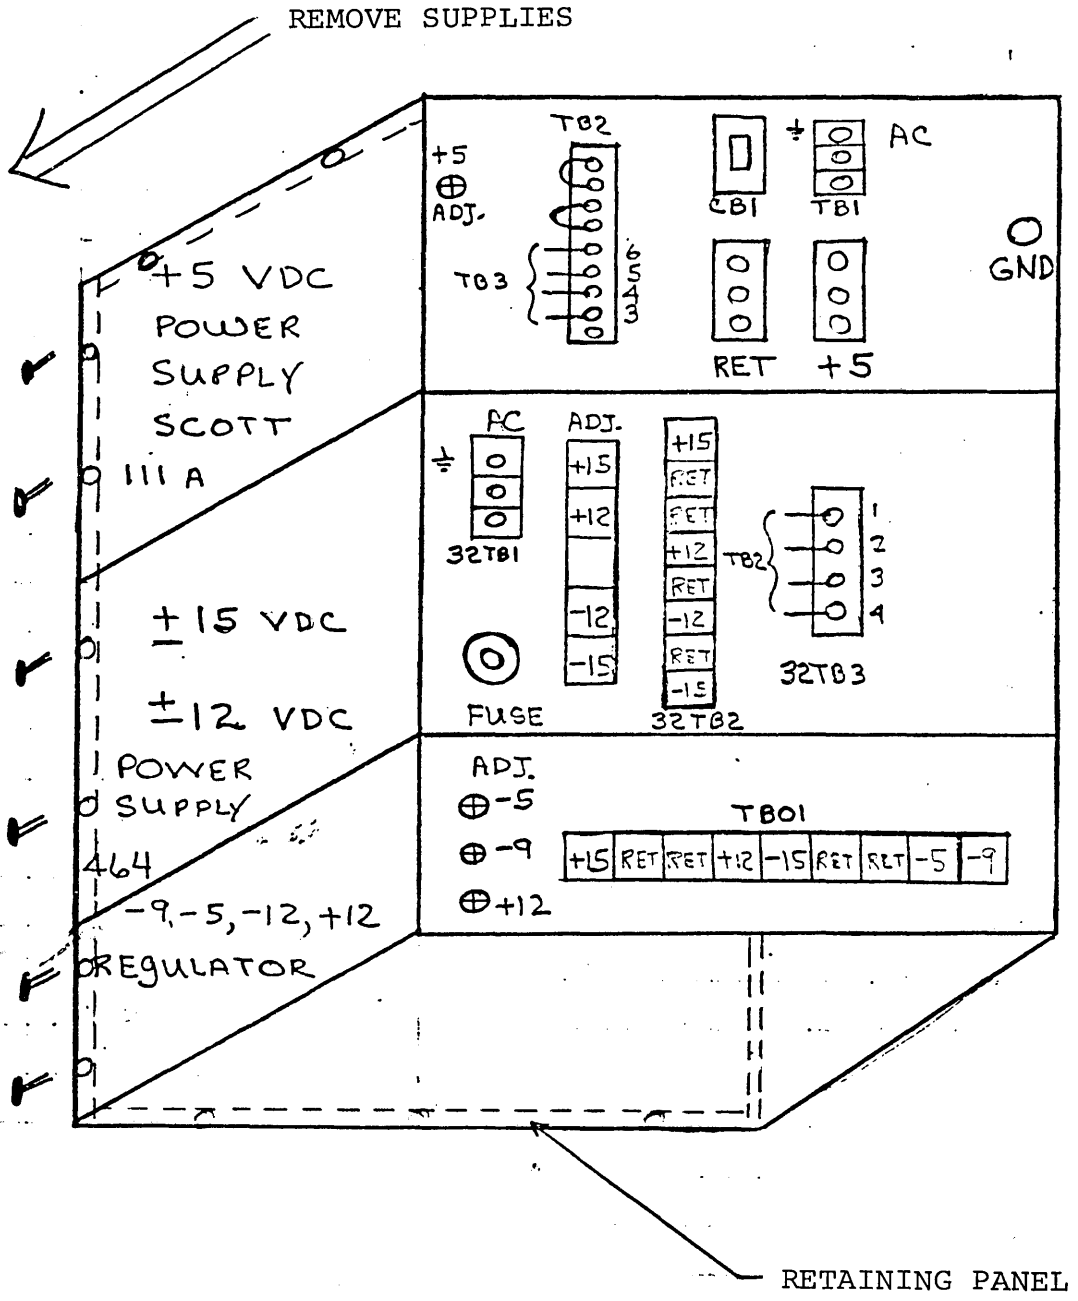 REMOVE SUPPLIES
+5
ADJ.
TB2
TB3
6
5
4
3
CB1
AC
TB1
GND
RET
+5
+5 VDC
POWER
SUPPLY
SCOTT
111 A
AC
32TB1
ADJ.
+15
+12
-12
-15
FUSE
+15
RET
RET
+12
RET
-12
RET
-15
32TB2
TB2
1
2
3
4
32TB3
±15 VDC
±12 VDC
POWER
SUPPLY
464
ADJ.
-5
-9
+12
TB01
+15 RET RET +12 -15 RET RET -5 -9
-9,-5,-12,+12
REGULATOR
RETAINING PANEL